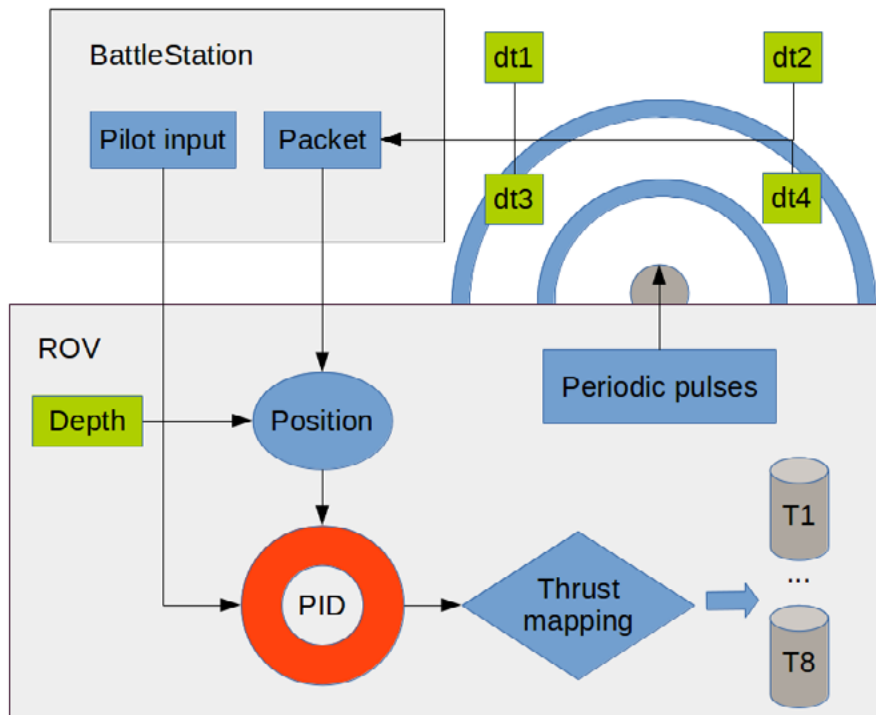 BattleStation
dt1
dt2
Pilot input
Packet
dt3
dt4
ROV
Periodic pulses
Depth
Position
T1
...
PID
Thrust
mapping
T8